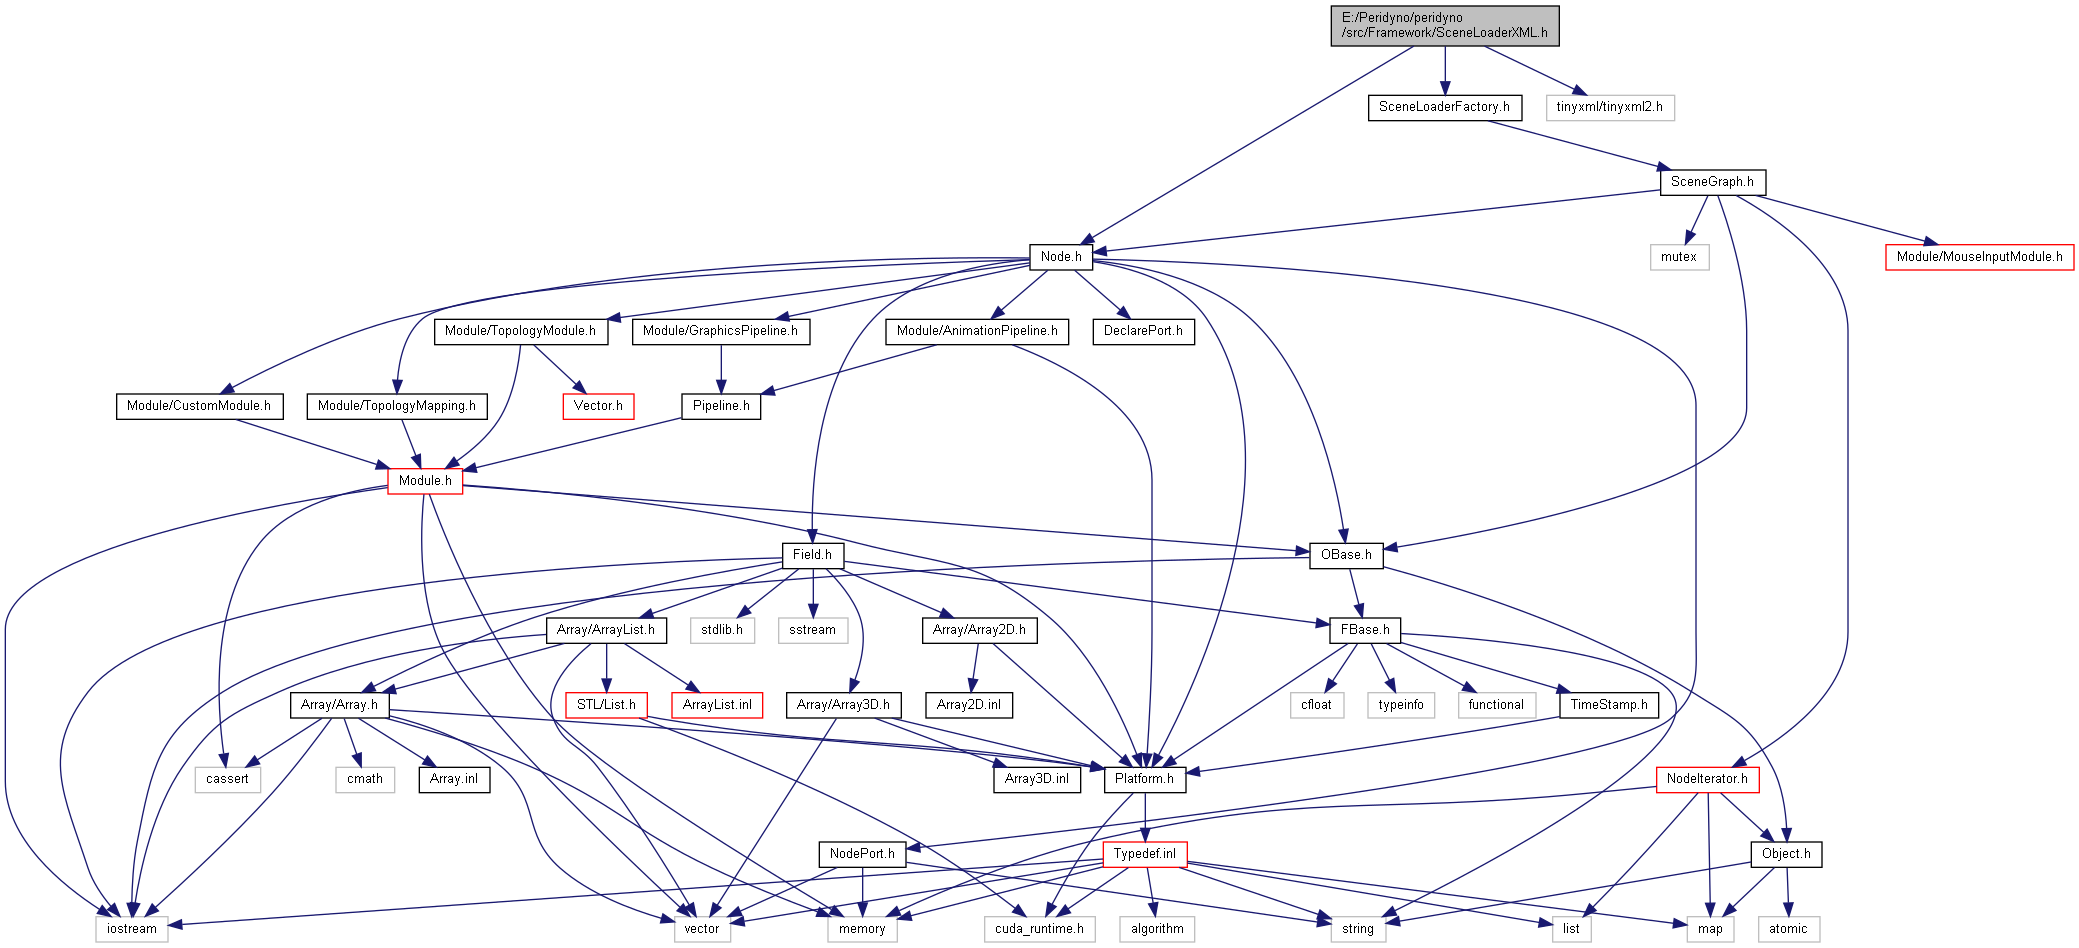 E:/Peridyno/peridyno
/src/Framework/SceneLoaderXML.h
SceneLoaderFactory.h
tinyxml/tinyxml2.h
SceneGraph.h
Node.h
mutex
Module/MouseInputModule.h
Module/TopologyModule.h
Module/GraphicsPipeline.h
Module/AnimationPipeline.h
DeclarePort.h
Module/CustomModule.h
Module/TopologyMapping.h
Vector.h
Pipeline.h
Module.h
Field.h
OBase.h
Array/ArrayList.h
stdlib.h
sstream
Array/Array2D.h
FBase.h
Array/Array.h
STL/List.h
ArrayList.inl
Array/Array3D.h
Array2D.inl
cfloat
typeinfo
functional
TimeStamp.h
cassert
cmath
Array.inl
Array3D.inl
Platform.h
NodeIterator.h
NodePort.h
Typedef.inl
Object.h
iostream
vector
memory
cuda_runtime.h
algorithm
string
list
map
atomic